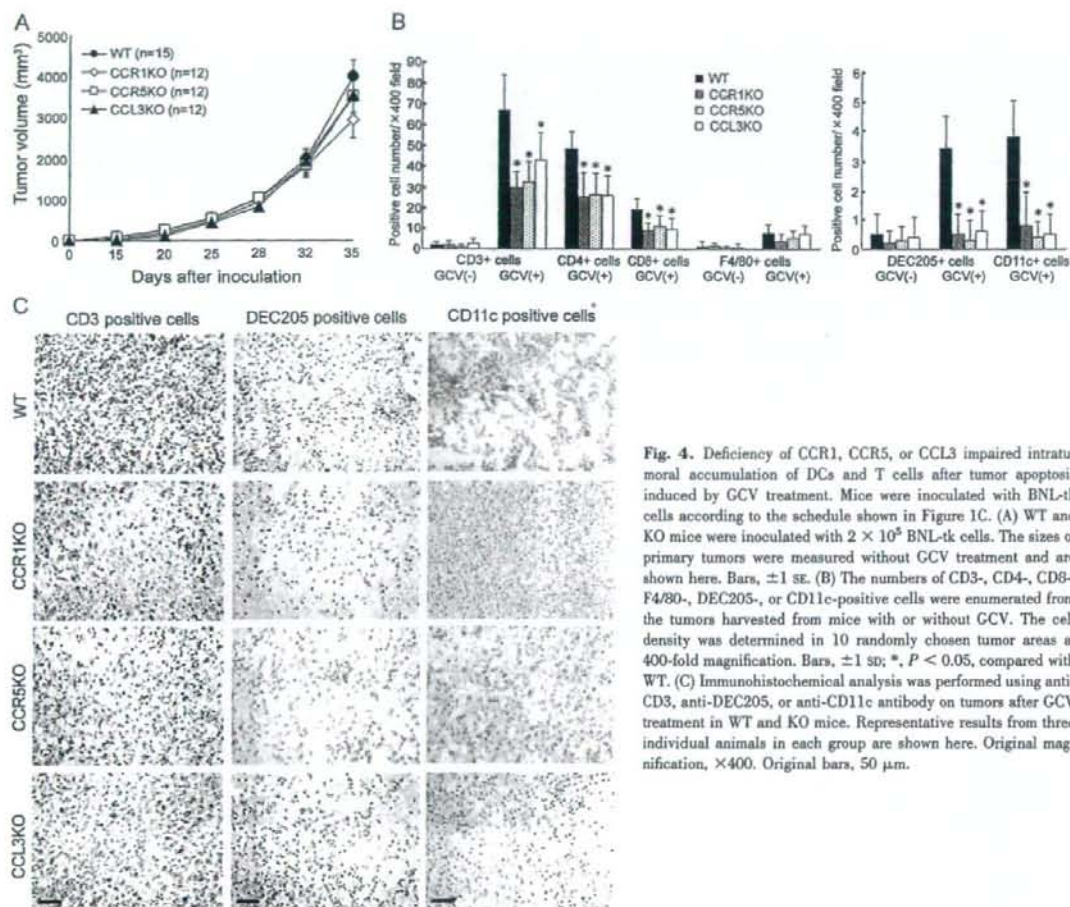 A
Tumor volume (mm³)
5000
4000
3000
2000
1000
0
WT (n=15)
CCR1KO (n=12)
CCR5KO (n=12)
CCL3KO (n=12)
0 15 20 25 28 32 35
Days after inoculation
B
Positive cell number/×400 field
90
80
70
60
50
40
30
20
10
0
WT
CCR1KO
CCR5KO
CCL3KO
* * * * * * * * *
CD3+ cells CD4+ cells CD8+ cells F4/80+ cells
GCV(-) GCV(+) GCV(+) GCV(+) GCV(-) GCV(+)
Positive cell number/×400 field
6
5
4
3
2
1
0
* * * * * *
DEC205+ cells CD11c+ cells
GCV(-) GCV(+) GCV(+)
C
CD3 positive cells DEC205 positive cells CD11c positive cells
WT
CCR1KO
CCR5KO
CCL3KO
Fig. 4. Deficiency of CCR1, CCR5, or CCL3 impaired intratu
moral accumulation of DCs and T cells after tumor apoptosi
induced by GCV treatment. Mice were inoculated with BNL-tk
cells according to the schedule shown in Figure 1C. (A) WT and
KO mice were inoculated with 2 × 10⁵ BNL-tk cells. The sizes o
primary tumors were measured without GCV treatment and are
shown here. Bars, ±1 SE. (B) The numbers of CD3-, CD4-, CD8-
F4/80-, DEC205-, or CD11c-positive cells were enumerated from
the tumors harvested from mice with or without GCV. The cel
density was determined in 10 randomly chosen tumor areas a
400-fold magnification. Bars, ±1 SD; *, P < 0.05, compared with
WT. (C) Immunohistochemical analysis was performed using anti
CD3, anti-DEC205, or anti-CD11c antibody on tumors after GCV
treatment in WT and KO mice. Representative results from three
individual animals in each group are shown here. Original mag
nification, ×400. Original bars, 50 μm.